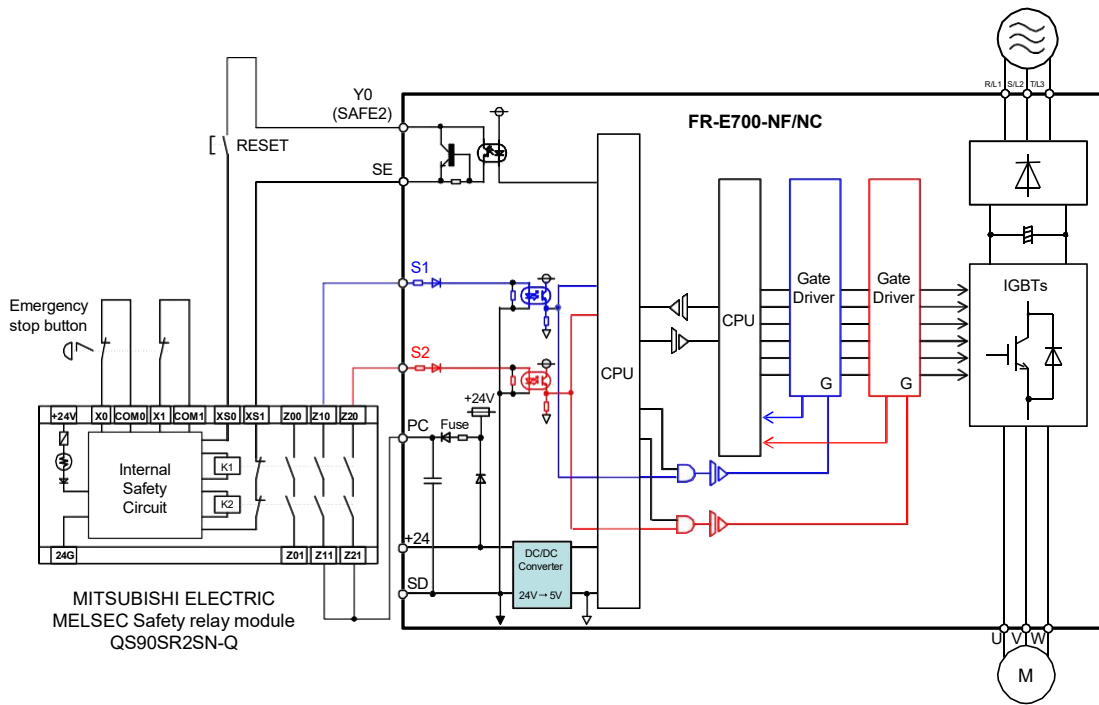 R/L1 S/L2 T/L3
Y0
(SAFE2)
FR-E700-NF/NC
RESET
SE
S1
Emergency
stop button
Gate
Driver
Gate
Driver
IGBTs
CPU
S2
CPU
G
G
+24V
+24V X0 COM0 X1 COM1 XS0 XS1 Z00 Z10 Z20
PC
Fuse
Internal
Safety
Circuit
K1
K2
+24
24G Z01 Z11 Z21
DC/DC
Converter
24V→5V
SD
MITSUBISHI ELECTRIC
MELSEC Safety relay module
QS90SR2SN-Q
U V W
M